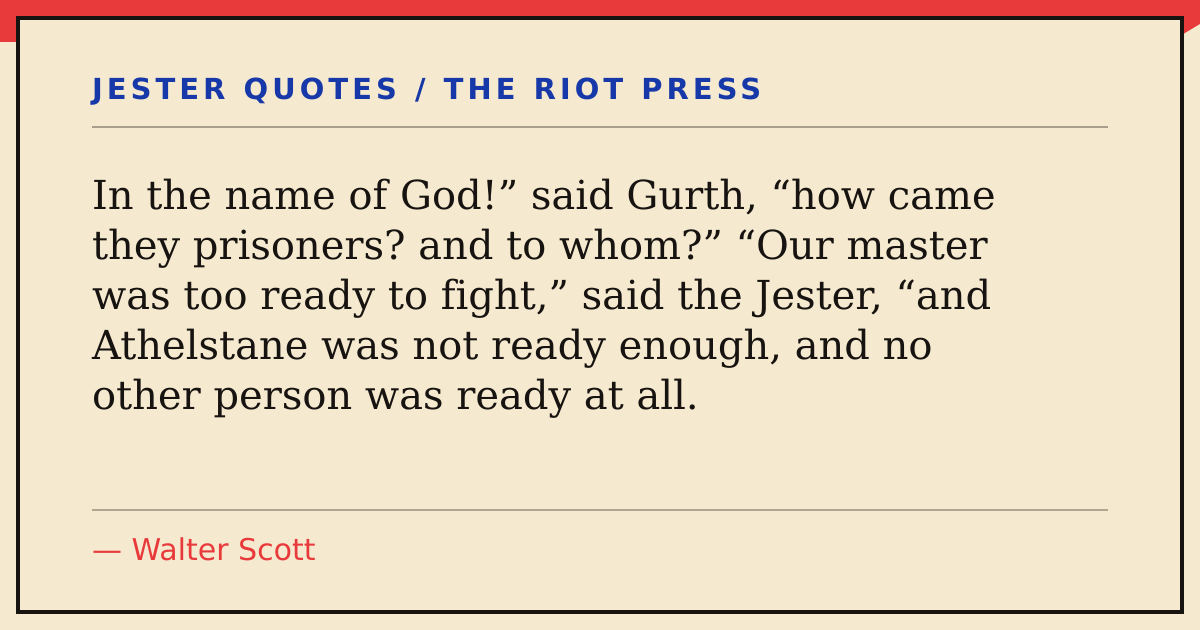 JESTER QUOTES / THE RIOT PRESS
In the name of God!” said Gurth, “how came
they prisoners? and to whom?” “Our master
was too ready to fight,” said the Jester, “and
Athelstane was not ready enough, and no
other person was ready at all.
— Walter Scott